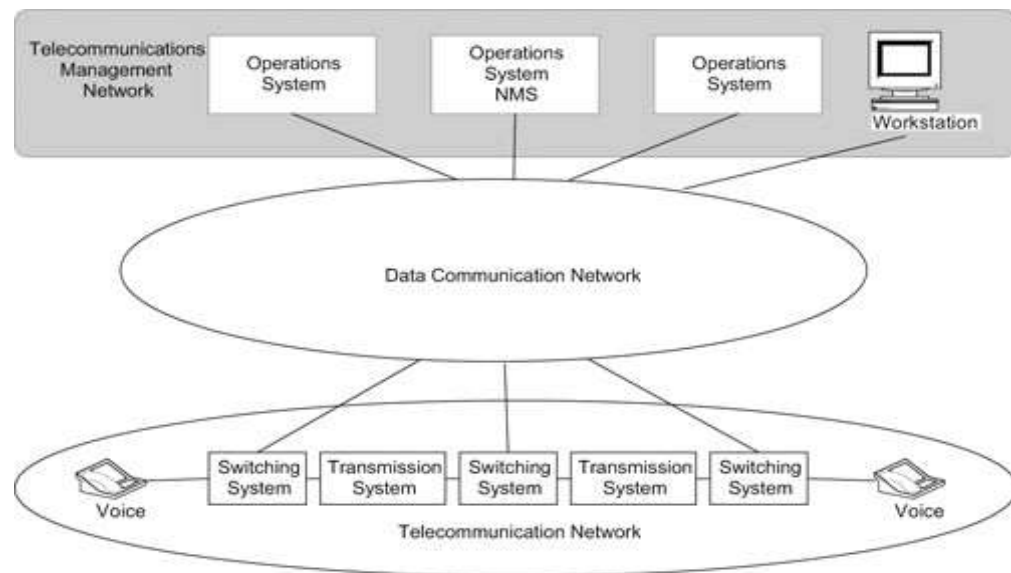 Telecommunications
Management
Network
Operations
System
Operations
System
NMS
Operations
System
Workstation
Data Communication Network
Switching
System
Transmission
System
Switching
System
Transmission
System
Switching
System
Voice
Voice
Telecommunication Network